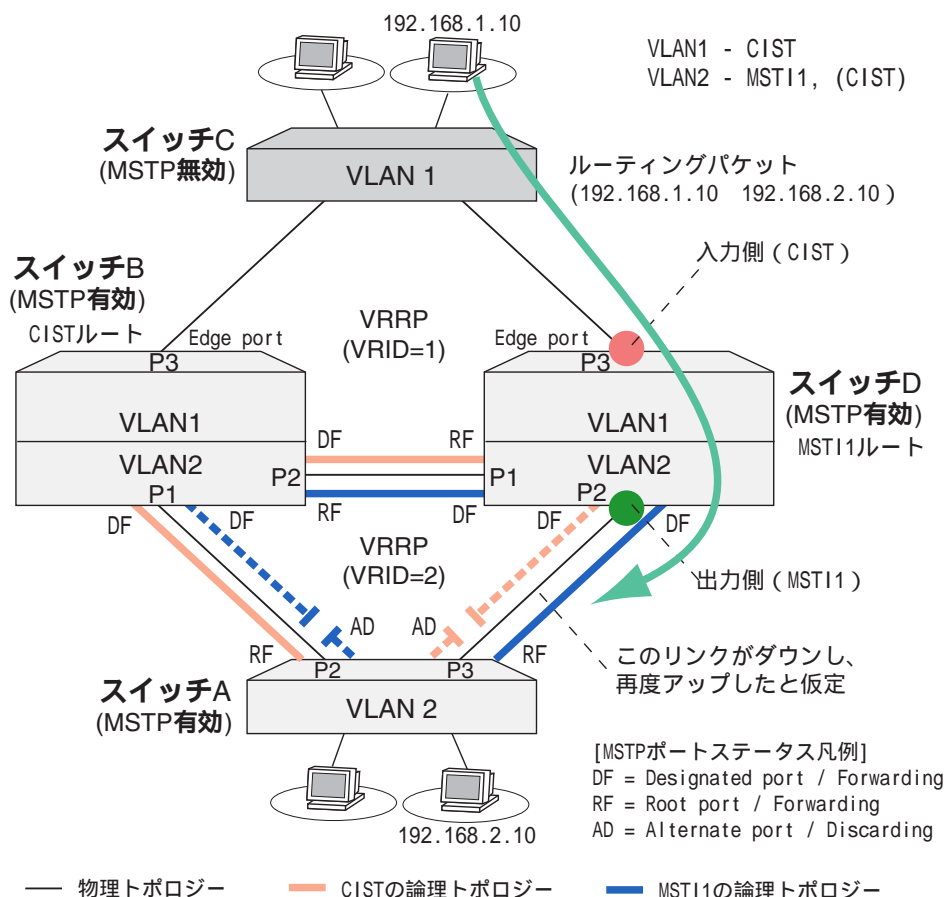 192.168.1.10
VLAN1 - CIST
VLAN2 - MSTI1, (CIST)
スイッチC
(MSTP無効)
VLAN 1
ルーティングパケット
(192.168.1.10 192.168.2.10)
入力側(CIST)
スイッチB
(MSTP有効)
CISTルート
Edge port
VRRP
(VRID=1)
Edge port
P3
P3
スイッチD
(MSTP有効)
MSTI1ルート
VLAN1
VLAN1
DF
RF
VLAN2
VLAN2
P2
P1
P1
P2
RF
DF
DF
DF
DF
DF
VRRP
(VRID=2)
出力側(MSTI1)
AD
AD
RF
RF
P2
P3
このリンクがダウンし、
再度アップしたと仮定
スイッチA
(MSTP有効)
VLAN 2
[MSTPポートステータス凡例]
DF = Designated port / Forwarding
RF = Root port / Forwarding
AD = Alternate port / Discarding
192.168.2.10
物理トポロジー
CISTの論理トポロジー
MSTI1の論理トポロジー